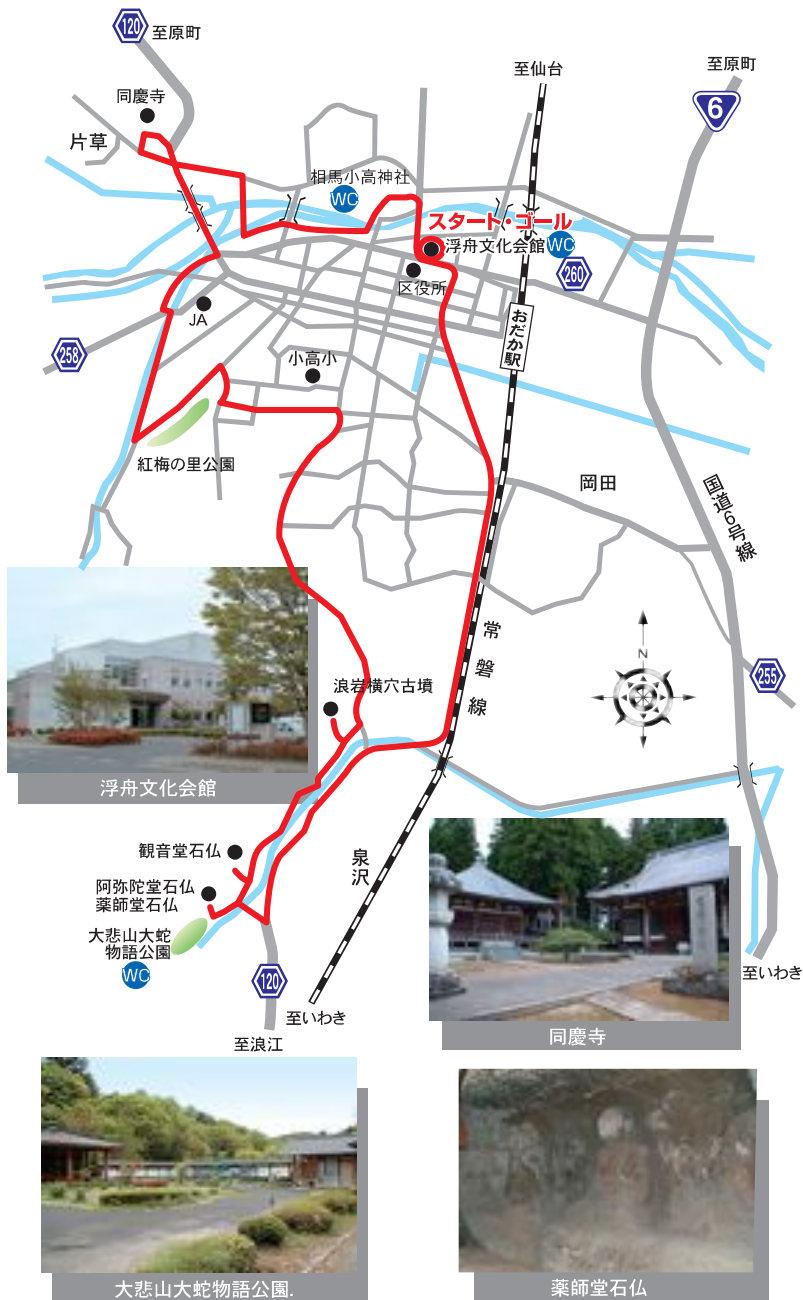 120
至原町
至仙台
至原町
6
同慶寺
片草
相馬小高神社
WC
スタート・ゴール
浮舟文化会館
WC
260
区役所
JA
おだか駅
258
小高小
紅梅の里公園
岡田
国道6号線
常磐線
N
255
浪岩横穴古墳
浮舟文化会館
観音堂石仏
泉沢
阿弥陀堂石仏
薬師堂石仏
大悲山大蛇
物語公園
WC
120
至いわき
至いわき
至浪江
同慶寺
大悲山大蛇物語公園.
薬師堂石仏